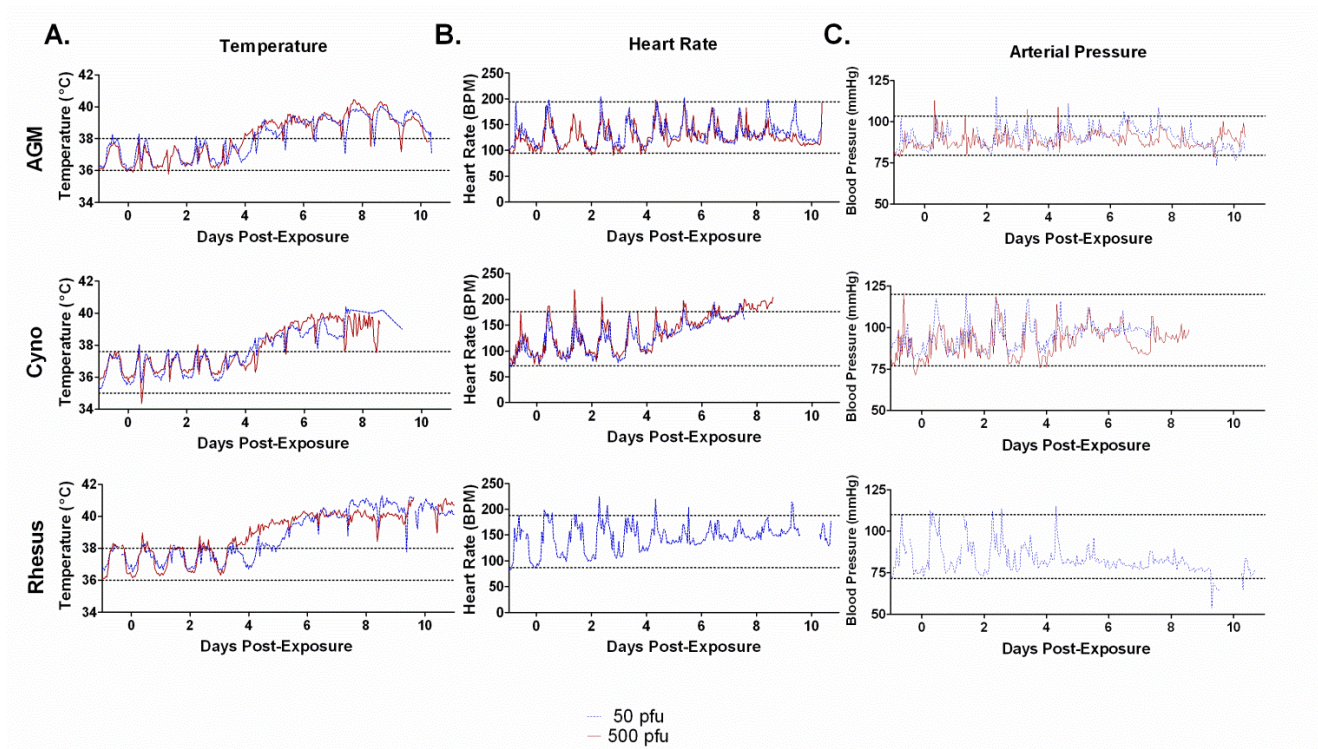 A.
Temperature
B.
Heart Rate
C.
Arterial Pressure
AGM
Temperature (°C)
42
40
38
36
34
0 2 4 6 8 10
Days Post-Exposure
Heart Rate (BPM)
250
200
150
100
50
0
0 2 4 6 8 10
Days Post-Exposure
Blood Pressure (mmHg)
125
100
75
50
0 2 4 6 8 10
Days Post-Exposure
Cyno
Temperature (°C)
42
40
38
36
34
0 2 4 6 8 10
Days Post-Exposure
Heart Rate (BPM)
250
200
150
100
50
0
0 2 4 6 8 10
Days Post-Exposure
Blood Pressure (mmHg)
125
100
75
50
0 2 4 6 8 10
Days Post-Exposure
Rhesus
Temperature (°C)
42
40
38
36
34
0 2 4 6 8 10
Days Post-Exposure
Heart Rate (BPM)
250
200
150
100
50
0
0 2 4 6 8 10
Days Post-Exposure
Blood Pressure (mmHg)
125
100
75
50
0 2 4 6 8 10
Days Post-Exposure
50 pfu
500 pfu